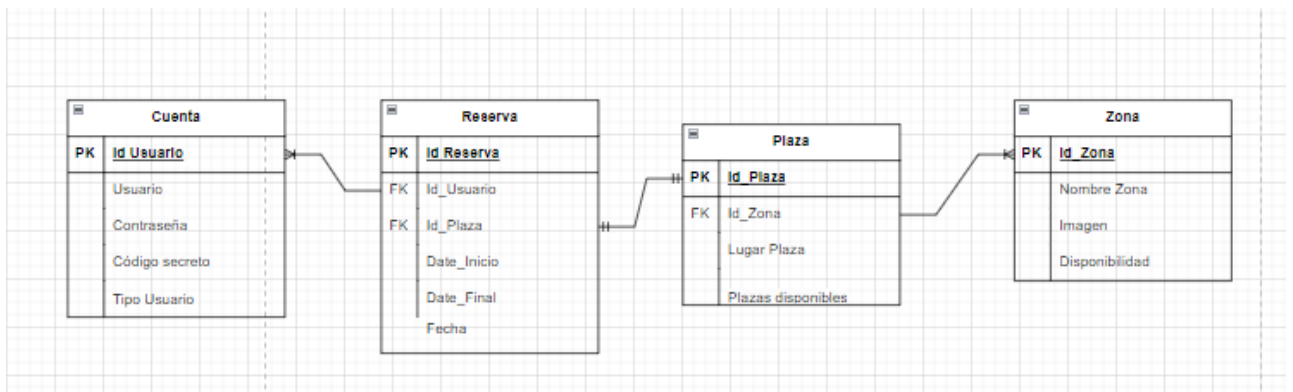 Cuenta
PK Id Usuario
Usuario
Contraseña
Código secreto
Tipo Usuario
Reserva
PK Id Reserva
FK Id_Usuario
FK Id_Plaza
Date_Inicio
Date_Final
Fecha
Plaza
PK Id_Plaza
FK Id_Zona
Lugar Plaza
Plazas disponibles
Zona
PK Id_Zona
Nombre Zona
Imagen
Disponibilidad